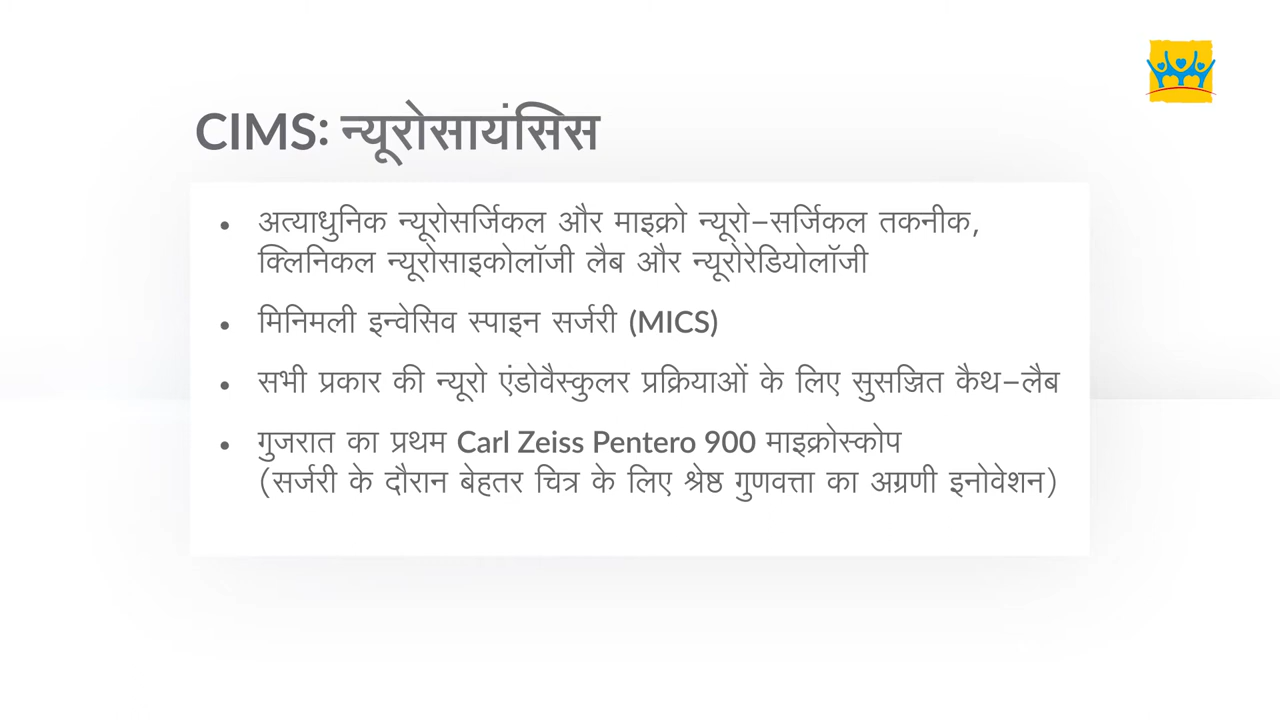 CIMS: न्यूरोसायंसिस
• अत्याधुनिक न्यूरोसर्जिकल और माइक्रो न्यूरो-सर्जिकल तकनीक,
क्लिनिकल न्यूरोसाइकोलॉजी लैब और न्यूरोरेडियोलॉजी
• मिनिमली इन्वेसिव स्पाइन सर्जरी (MICS)
• सभी प्रकार की न्यूरो एंडोवैस्कुलर प्रक्रियाओं के लिए सुसज्जित कैथ-लैब
• गुजरात का प्रथम Carl Zeiss Pentero 900 माइक्रोस्कोप
(सर्जरी के दौरान बेहतर चित्र के लिए श्रेष्ठ गुणवत्ता का अग्रणी इनोवेशन)